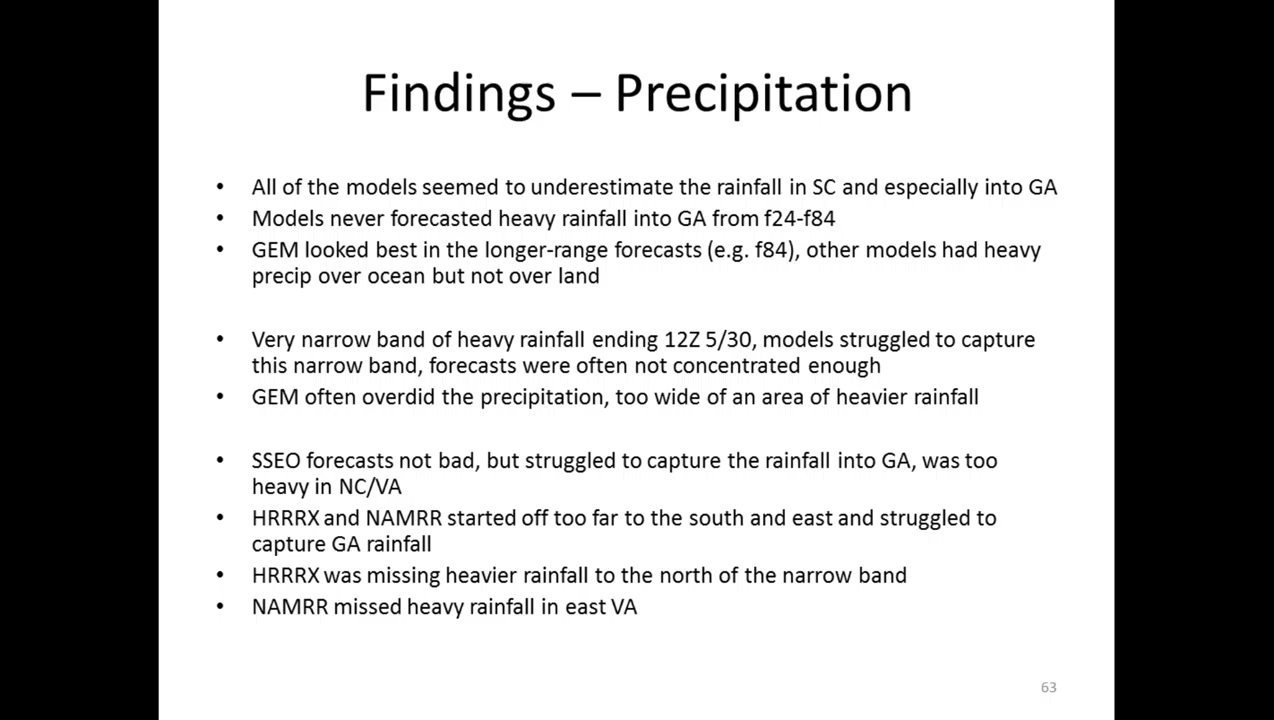 Findings – Precipitation
• All of the models seemed to underestimate the rainfall in SC and especially into GA
• Models never forecasted heavy rainfall into GA from f24-f84
• GEM looked best in the longer-range forecasts (e.g. f84), other models had heavy
precip over ocean but not over land
• Very narrow band of heavy rainfall ending 12Z 5/30, models struggled to capture
this narrow band, forecasts were often not concentrated enough
• GEM often overdid the precipitation, too wide of an area of heavier rainfall
• SSEO forecasts not bad, but struggled to capture the rainfall into GA, was too
heavy in NC/VA
• HRRRX and NAMRR started off too far to the south and east and struggled to
capture GA rainfall
• HRRRX was missing heavier rainfall to the north of the narrow band
• NAMRR missed heavy rainfall in east VA
63